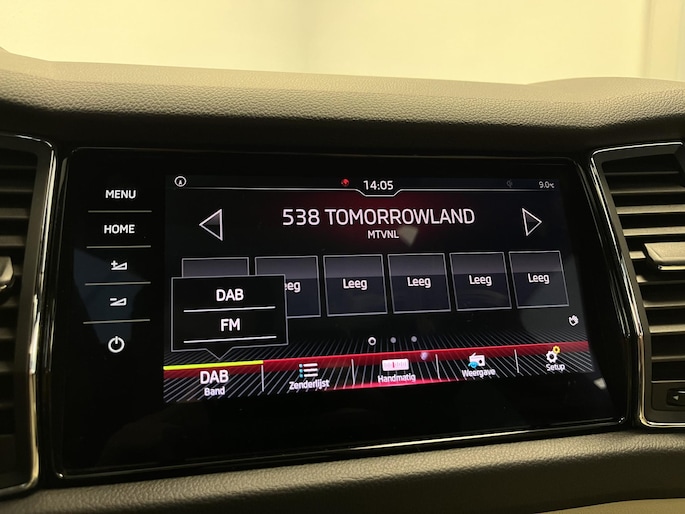 MENU
HOME
14:05
9.0°C
538 TOMORROWLAND
MTVNL
eg
Leeg
Leeg
Leeg
Leeg
DAB
FM
DAB
Band
Zenderlijst
Handmatig
Weergave
Setup